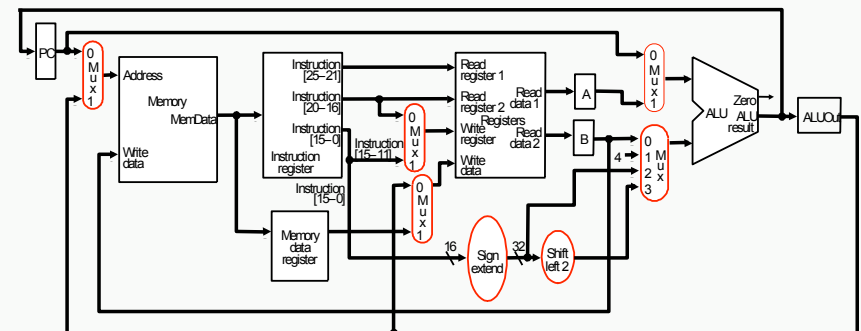 PC
0
M
u
x
1
Address
Memory
MemData
Write
data
Instruction
[25–21]
Instruction
[20–16]
Instruction
[15–0]
Instruction
register
Instruction
[15–11]
Instruction
[15–0]
Memory
data
register
0
M
u
x
1
0
M
u
x
1
Read
register 1
Read
register 2
Write
register
Write
data
Registers
Read
data 1
Read
data 2
16
Sign
extend
32
Shift
left 2
A
B
4
0
M
u
x
1
0
1
2
3
M
u
x
Zero
ALU
ALU
result
ALUOut